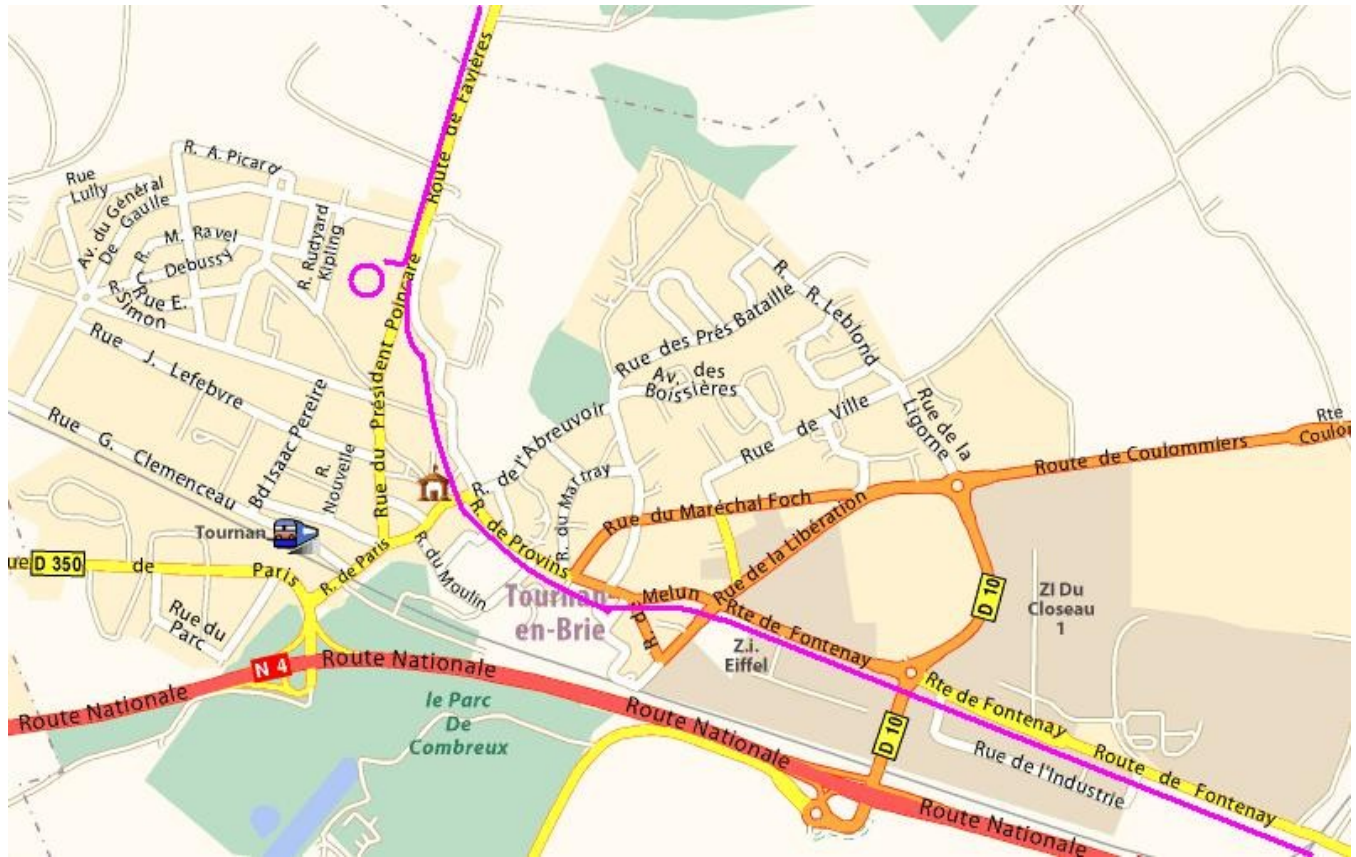 Route de Favières
R. A. Picard
Rue
Lully
Av. du Général
De Gaulle
R. M. Ravel
R. C. Debussy
Rue E.
Simon
R. Rudyard
Kipling
Rue J. Lefebvre
Rue G. Clemenceau
Bd Isaac Pereire
R.
Nouvelle
Rue du Président Poincaré
R. Leblond
Rue des Prés Bataille
Av. des
Boissières
Rue de Ville
Rue de la
Ligorne
R. de l'Abreuvoir
R. du Martray
Rte
Route de Coulommiers
Rue du Maréchal Foch
Rue de la Libération
R. de Provins
Tournan
R. de Paris
R. du Moulin
D 350
de Paris
Rue du
Parc
Tournan-
en-Brie
Melun
R. de
Rte de Fontenay
Z.i.
Eiffel
D 10
ZI Du
Closeau
1
N 4
Route Nationale
Route Nationale
Route Nationale
Route Nationale
le Parc
De
Combreux
D 10
Rte de Fontenay
Route de Fontenay
Rue de l'Industrie